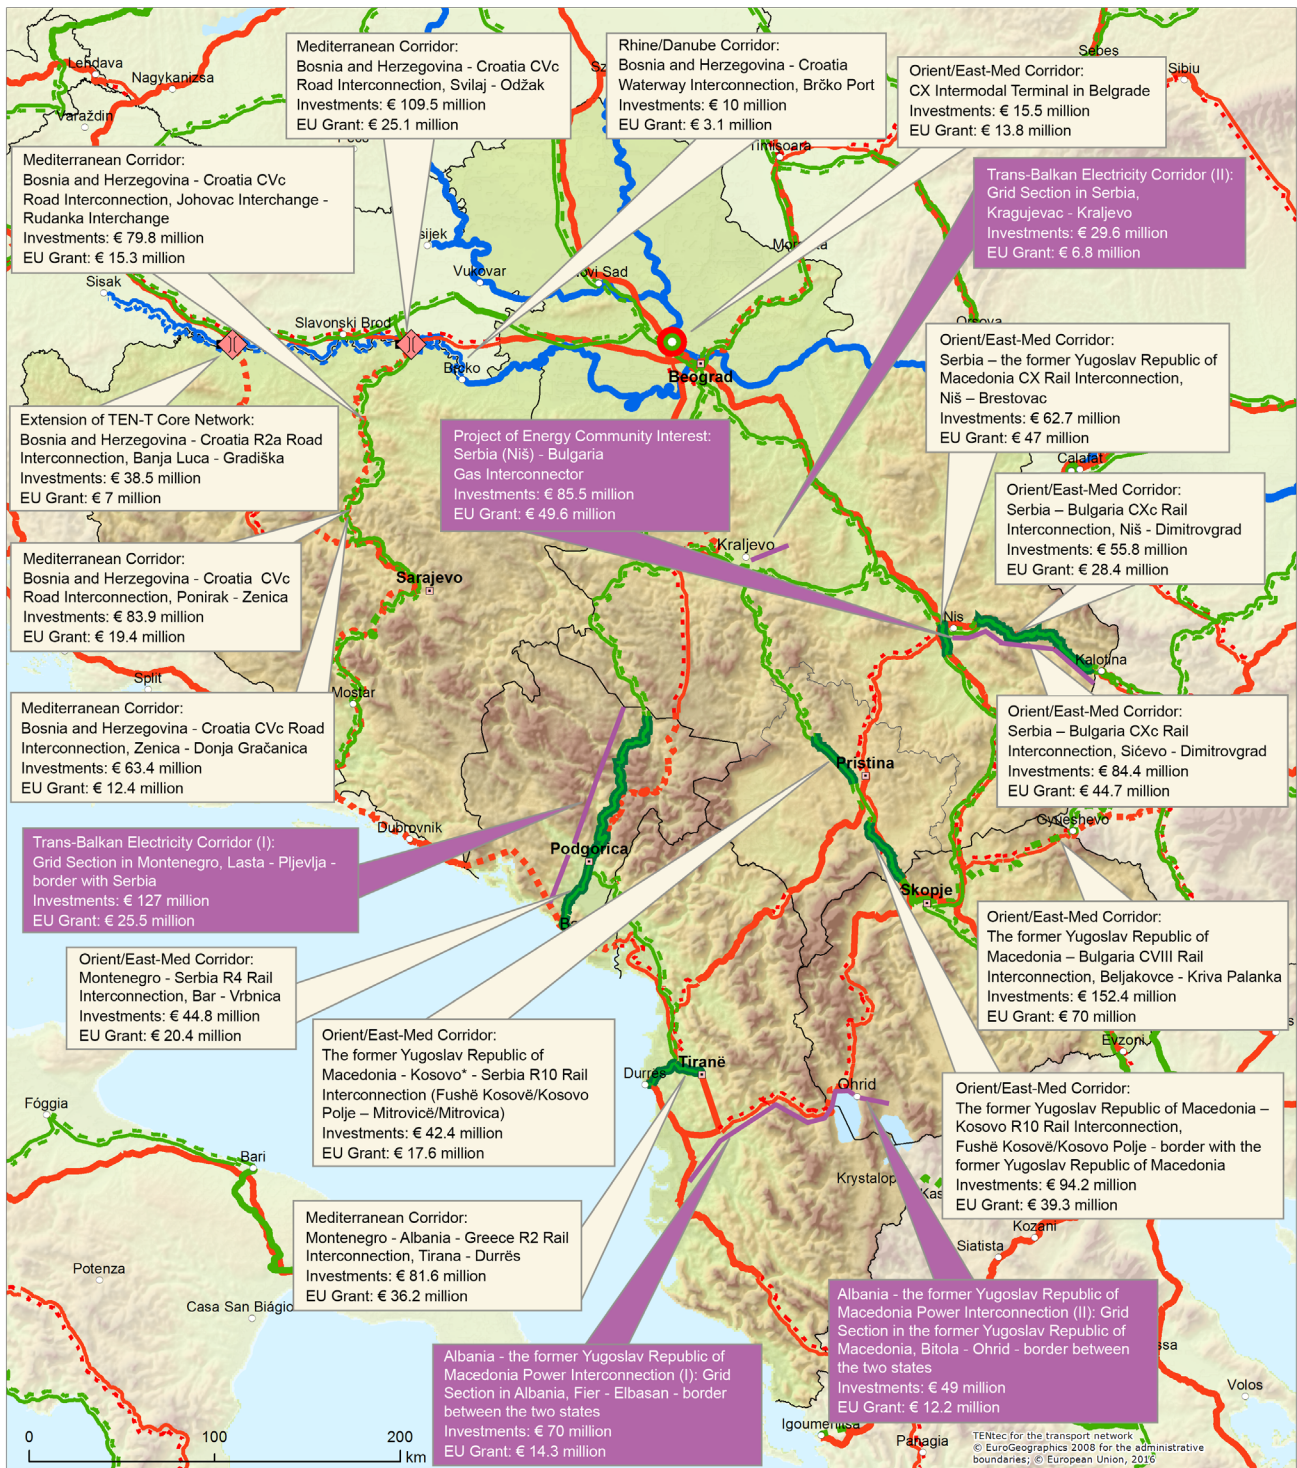 Mediterranean Corridor:
Bosnia and Herzegovina - Croatia CVc
Road Interconnection, Svilaj - Odžak
Investments: € 109.5 million
EU Grant: € 25.1 million
Rhine/Danube Corridor:
Bosnia and Herzegovina - Croatia
Waterway Interconnection, Brčko Port
Investments: € 10 million
EU Grant: € 3.1 million
Orient/East-Med Corridor:
CX Intermodal Terminal in Belgrade
Investments: € 15.5 million
EU Grant: € 13.8 million
Sebes
Sibiu
Lendava
Nagykanizsa
Varaždin
Timisoara
Mediterranean Corridor:
Bosnia and Herzegovina - Croatia CVc
Road Interconnection, Johovac Interchange -
Rudanka Interchange
Investments: € 79.8 million
EU Grant: € 15.3 million
Trans-Balkan Electricity Corridor (II):
Grid Section in Serbia,
Kragujevac - Kraljevo
Investments: € 29.6 million
EU Grant: € 6.8 million
Sisak
Vukovar
Slavonski Brod
Brčko
Beograd
Orsova
Orient/East-Med Corridor:
Serbia – the former Yugoslav Republic of
Macedonia CX Rail Interconnection,
Niš – Brestovac
Investments: € 62.7 million
EU Grant: € 47 million
Extension of TEN-T Core Network:
Bosnia and Herzegovina - Croatia R2a Road
Interconnection, Banja Luca - Gradiška
Investments: € 38.5 million
EU Grant: € 7 million
Project of Energy Community Interest:
Serbia (Niš) - Bulgaria
Gas Interconnector
Investments: € 85.5 million
EU Grant: € 49.6 million
Calafat
Orient/East-Med Corridor:
Serbia – Bulgaria CXc Rail
Interconnection, Niš - Dimitrovgrad
Investments: € 55.8 million
EU Grant: € 28.4 million
Kraljevo
Mediterranean Corridor:
Bosnia and Herzegovina - Croatia  CVc
Road Interconnection, Ponirak - Zenica
Investments: € 83.9 million
EU Grant: € 19.4 million
Sarajevo
Nis
Kalotina
Split
Mostar
Mediterranean Corridor:
Bosnia and Herzegovina - Croatia CVc Road
Interconnection, Zenica - Donja Gračanica
Investments: € 63.4 million
EU Grant: € 12.4 million
Orient/East-Med Corridor:
Serbia – Bulgaria CXc Rail
Interconnection, Sićevo - Dimitrovgrad
Investments: € 84.4 million
EU Grant: € 44.7 million
Pristina
Gyueshevo
Dubrovnik
Trans-Balkan Electricity Corridor (I):
Grid Section in Montenegro, Lasta - Pljevlja -
border with Serbia
Investments: € 127 million
EU Grant: € 25.5 million
Podgorica
Skopje
Orient/East-Med Corridor:
The former Yugoslav Republic of
Macedonia – Bulgaria CVIII Rail
Interconnection, Beljakovce - Kriva Palanka
Investments: € 152.4 million
EU Grant: € 70 million
Orient/East-Med Corridor:
Montenegro - Serbia R4 Rail
Interconnection, Bar - Vrbnica
Investments: € 44.8 million
EU Grant: € 20.4 million
Orient/East-Med Corridor:
The former Yugoslav Republic of
Macedonia - Kosovo* - Serbia R10 Rail
Interconnection (Fushë Kosovë/Kosovo
Polje – Mitrovicë/Mitrovica)
Investments: € 42.4 million
EU Grant: € 17.6 million
Evzoni
Tiranë
Durrës
Ohrid
Orient/East-Med Corridor:
The former Yugoslav Republic of Macedonia –
Kosovo R10 Rail Interconnection,
Fushë Kosovë/Kosovo Polje - border with the
former Yugoslav Republic of Macedonia
Investments: € 94.2 million
EU Grant: € 39.3 million
Fóggia
Bari
Kozani
Siatista
Mediterranean Corridor:
Montenegro - Albania - Greece R2 Rail
Interconnection, Tirana - Durrës
Investments: € 81.6 million
EU Grant: € 36.2 million
Potenza
Casa San Biágio
Albania - the former Yugoslav Republic of
Macedonia Power Interconnection (II): Grid
Section in the former Yugoslav Republic of
Macedonia, Bitola - Ohrid - border between
the two states
Investments: € 49 million
EU Grant: € 12.2 million
Albania - the former Yugoslav Republic of
Macedonia Power Interconnection (I): Grid
Section in Albania, Fier - Elbasan - border
between the two states
Investments: € 70 million
EU Grant: € 14.3 million
Volos
Igoumenitsa
Panagia
0 100 200
km
TENtec for the transport network
© EuroGeographics 2008 for the administrative
boundaries; © European Union, 2016